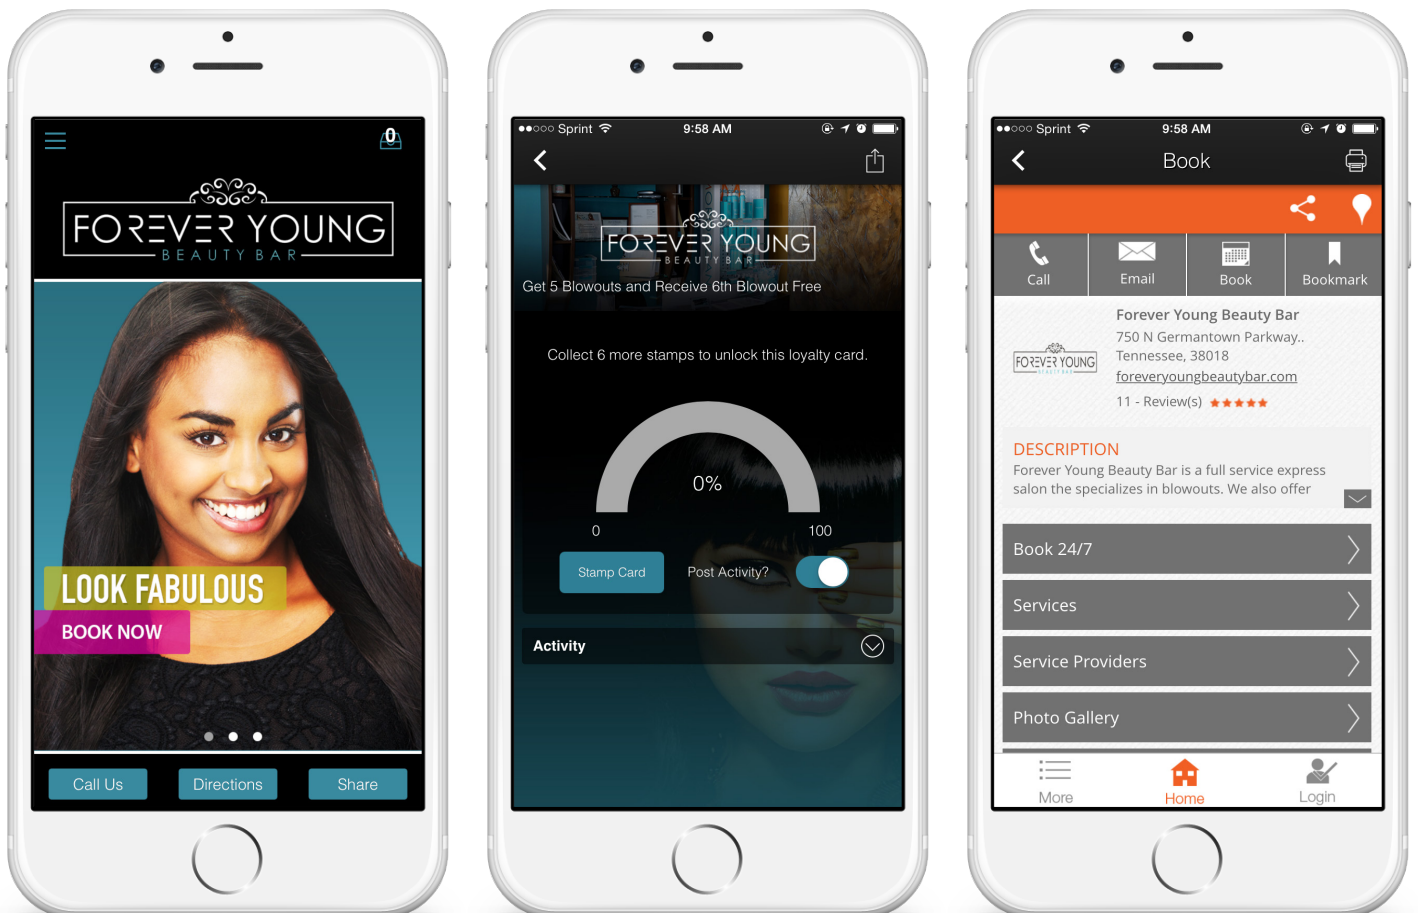 0
FOREVER YOUNG
BEAUTY BAR
LOOK FABULOUS
BOOK NOW
Call Us
Directions
Share
Sprint
9:58 AM
FOREVER YOUNG
BEAUTY BAR
Get 5 Blowouts and Receive 6th Blowout Free
Collect 6 more stamps to unlock this loyalty card.
0%
0
100
Stamp Card
Post Activity?
Activity
Sprint
9:58 AM
Book
Call
Email
Book
Bookmark
FOREVER YOUNG
BEAUTY BAR
Forever Young Beauty Bar
750 N Germantown Parkway..
Tennessee, 38018
foreveryoungbeautybar.com
11 - Review(s)
DESCRIPTION
Forever Young Beauty Bar is a full service express
salon the specializes in blowouts. We also offer
Book 24/7
Services
Service Providers
Photo Gallery
More
Home
Login